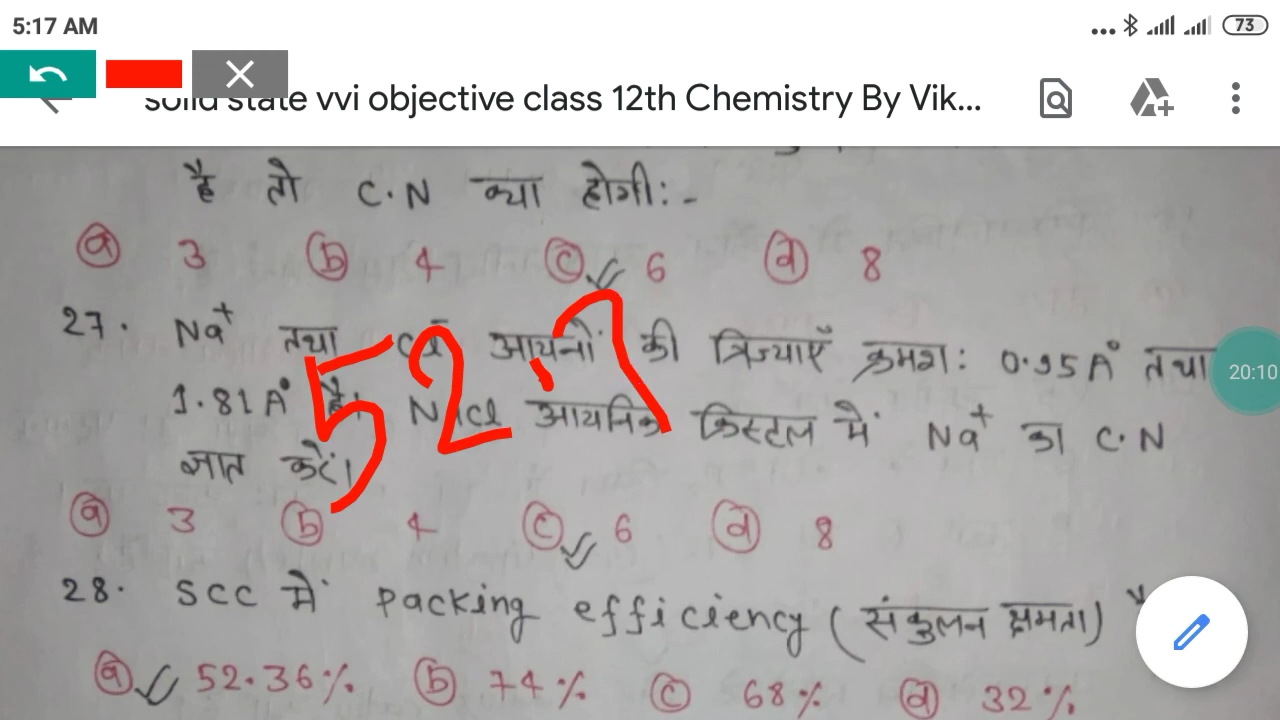 5:17 AM
73
solid state vvi objective class 12th Chemistry By Vik...
है तो C.N क्या होगी:-
ⓐ 3 ⓑ 4 ⓒ 6 ⓓ 8
27. Na⁺ तथा Cl⁻ आयनों की त्रिज्याएँ क्रमश: 0.95A° तथा
1.81A° है। NaCl आयनिक क्रिस्टल में Na⁺ का C.N
ज्ञात करें।
52.7
20:10
ⓐ 3 ⓑ 4 ⓒ 6 ⓓ 8
28. SCC में packing efficiency (संकुलन क्षमता)
ⓐ 52.36% ⓑ 74% ⓒ 68% ⓓ 32%